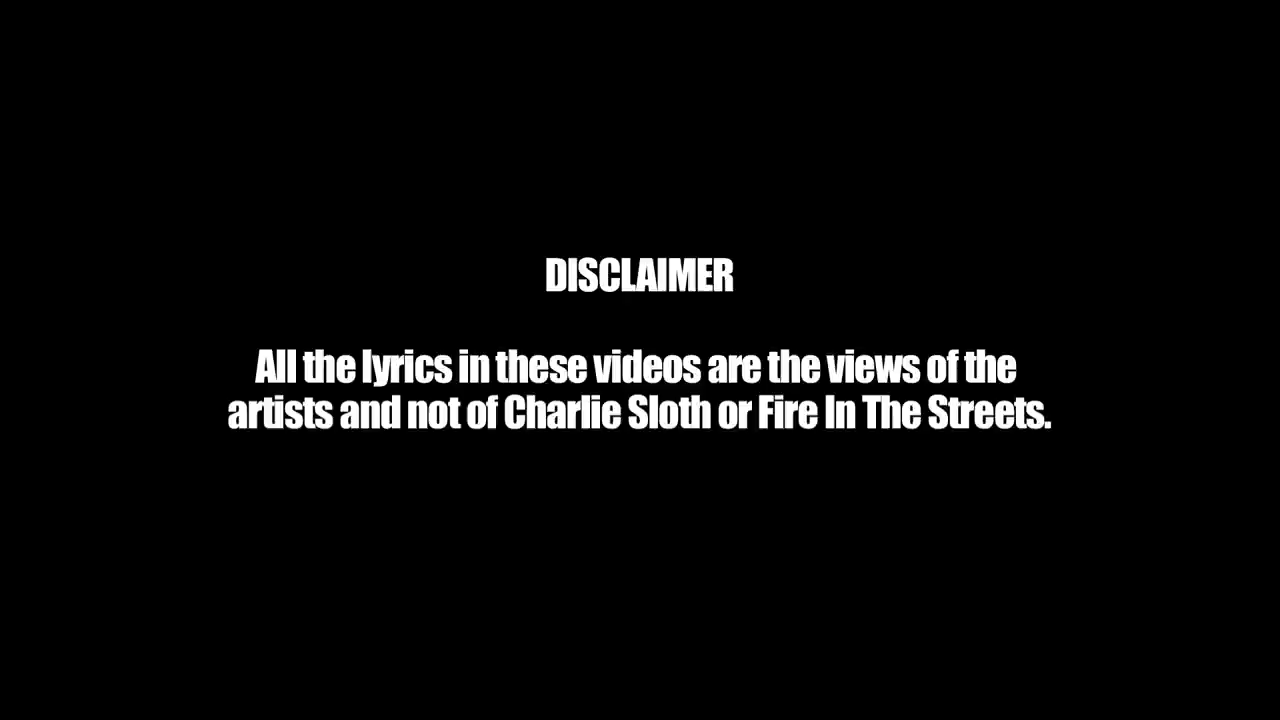 DISCLAIMER
All the lyrics in these videos are the views of the
artists and not of Charlie Sloth or Fire In The Streets.